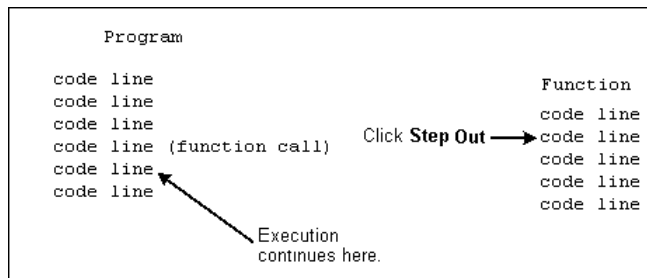 Program
code line
code line
code line
code line (function call)
code line
code line
Execution
continues here.
Click Step Out
Function
code line
code line
code line
code line
code line